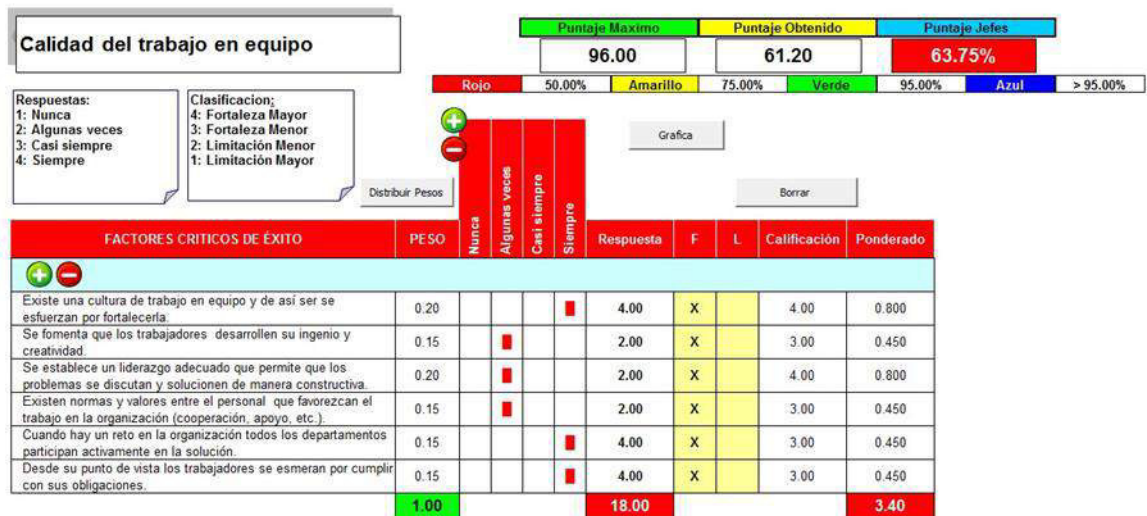 Calidad del trabajo en equipo
Puntaje Maximo Puntaje Obtenido Puntaje Jefes
96.00 61.20 63.75%
Rojo 50.00% Amarillo 75.00% Verde 95.00% Azul > 95.00%
Respuestas:
1: Nunca
2: Algunas veces
3: Casi siempre
4: Siempre
Clasificacion:
4: Fortaleza Mayor
3: Fortaleza Menor
2: Limitación Menor
1: Limitación Mayor
Grafica
Distribuir Pesos
Borrar
FACTORES CRITICOS DE ÉXITO PESO Nunca Algunas veces Casi siempre Siempre Respuesta F L Calificación Ponderado
Existe una cultura de trabajo en equipo y de así ser se
esfuerzan por fortalecerla.
0.20 4.00 X 4.00 0.800
Se fomenta que los trabajadores desarrollen su ingenio y
creatividad.
0.15 2.00 X 3.00 0.450
Se establece un liderazgo adecuado que permite que los
problemas se discutan y solucionen de manera constructiva.
0.20 2.00 X 4.00 0.800
Existen normas y valores entre el personal que favorezcan el
trabajo en la organización (cooperación, apoyo, etc.).
0.15 2.00 X 3.00 0.450
Cuando hay un reto en la organización todos los departamentos
participan activamente en la solución.
0.15 4.00 X 3.00 0.450
Desde su punto de vista los trabajadores se esmeran por cumplir
con sus obligaciones.
0.15 4.00 X 3.00 0.450
1.00 18.00 3.40